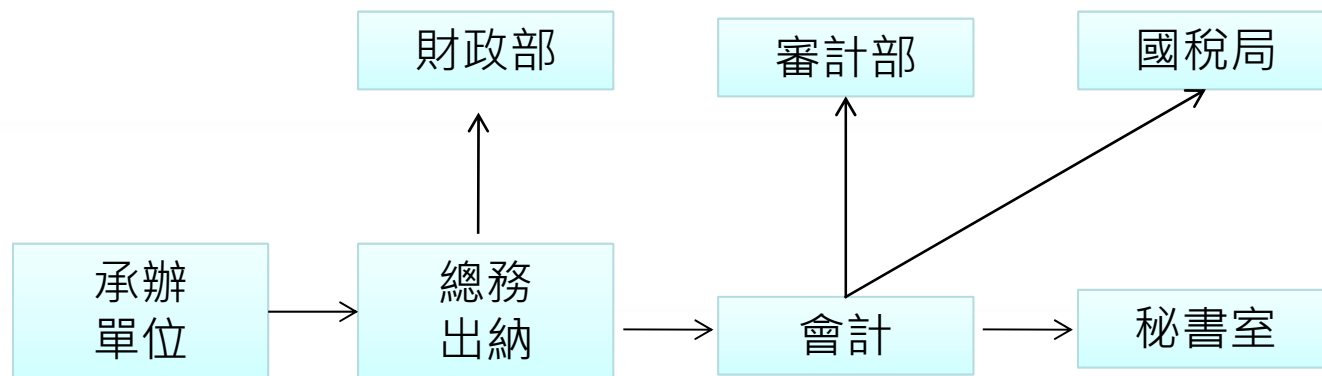 財政部
審計部
國稅局
承辦
單位
總務
出納
會計
秘書室